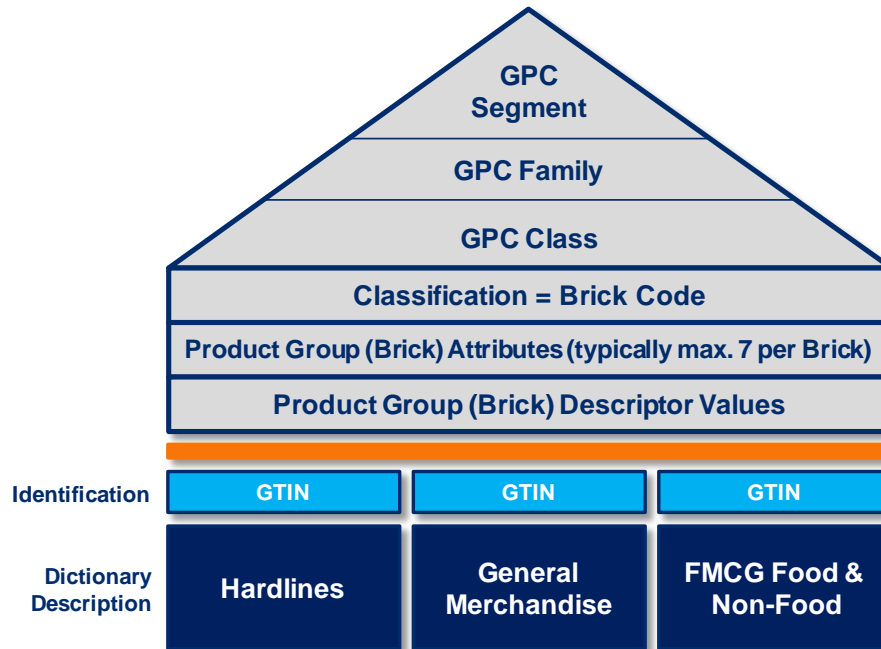 GPC
Segment
GPC Family
GPC Class
Classification = Brick Code
Product Group (Brick) Attributes (typically max. 7 per Brick)
Product Group (Brick) Descriptor Values
Identification
GTIN
GTIN
GTIN
Dictionary
Description
Hardlines
General
Merchandise
FMCG Food &
Non-Food